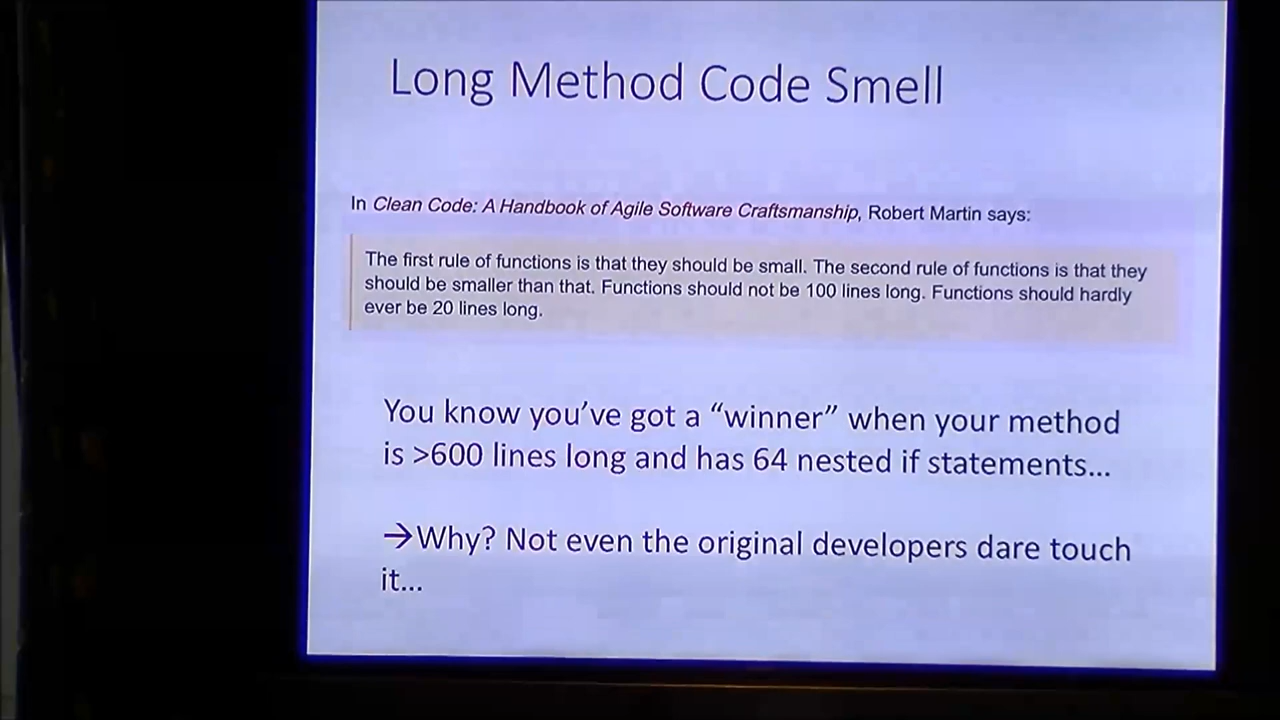 Long Method Code Smell
In Clean Code: A Handbook of Agile Software Craftsmanship, Robert Martin says:
The first rule of functions is that they should be small. The second rule of functions is that they
should be smaller than that. Functions should not be 100 lines long. Functions should hardly
ever be 20 lines long.
You know you’ve got a “winner” when your method
is >600 lines long and has 64 nested if statements...
→Why? Not even the original developers dare touch
it...